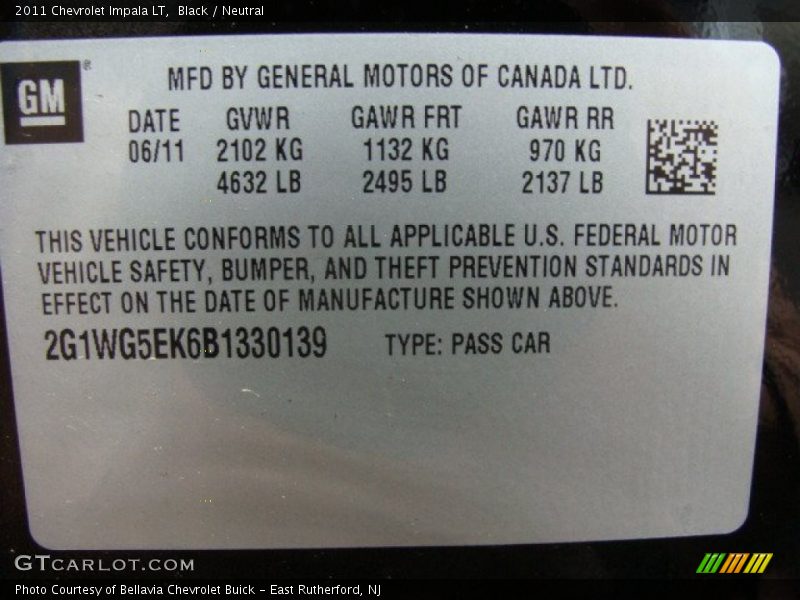 2011 Chevrolet Impala LT, Black / Neutral
GM ®
MFD BY GENERAL MOTORS OF CANADA LTD.
DATE GVWR GAWR FRT GAWR RR
06/11 2102 KG 1132 KG 970 KG
4632 LB 2495 LB 2137 LB
THIS VEHICLE CONFORMS TO ALL APPLICABLE U.S. FEDERAL MOTOR
VEHICLE SAFETY, BUMPER, AND THEFT PREVENTION STANDARDS IN
EFFECT ON THE DATE OF MANUFACTURE SHOWN ABOVE.
2G1WG5EK6B1330139 TYPE: PASS CAR
GTCARLOT.COM
Photo Courtesy of Bellavia Chevrolet Buick - East Rutherford, NJ